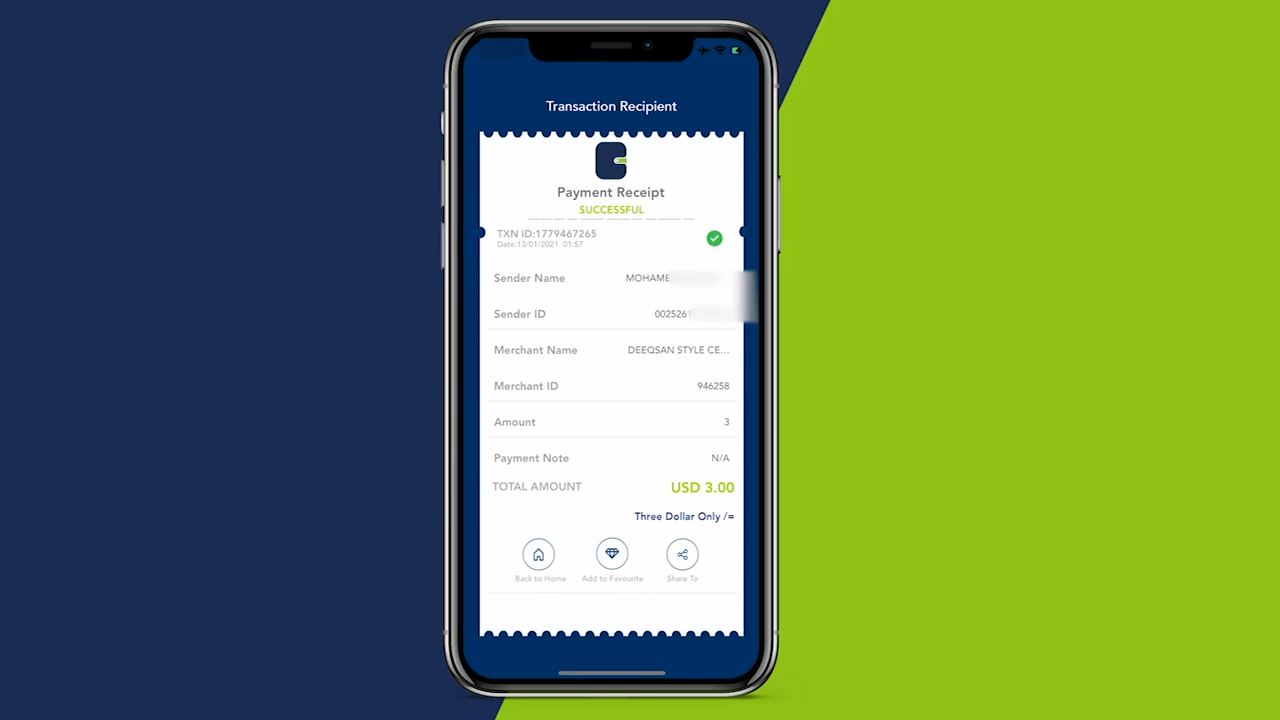 Transaction Recipient
Payment Receipt
SUCCESSFUL
TXN ID:1779467265
Date:13/01/2021 01:57
Sender Name MOHAME
Sender ID 0025261
Merchant Name DEEQSAN STYLE CE...
Merchant ID 946258
Amount 3
Payment Note N/A
TOTAL AMOUNT USD 3.00
Three Dollar Only /=
Back to Home Add to Favourite Share To